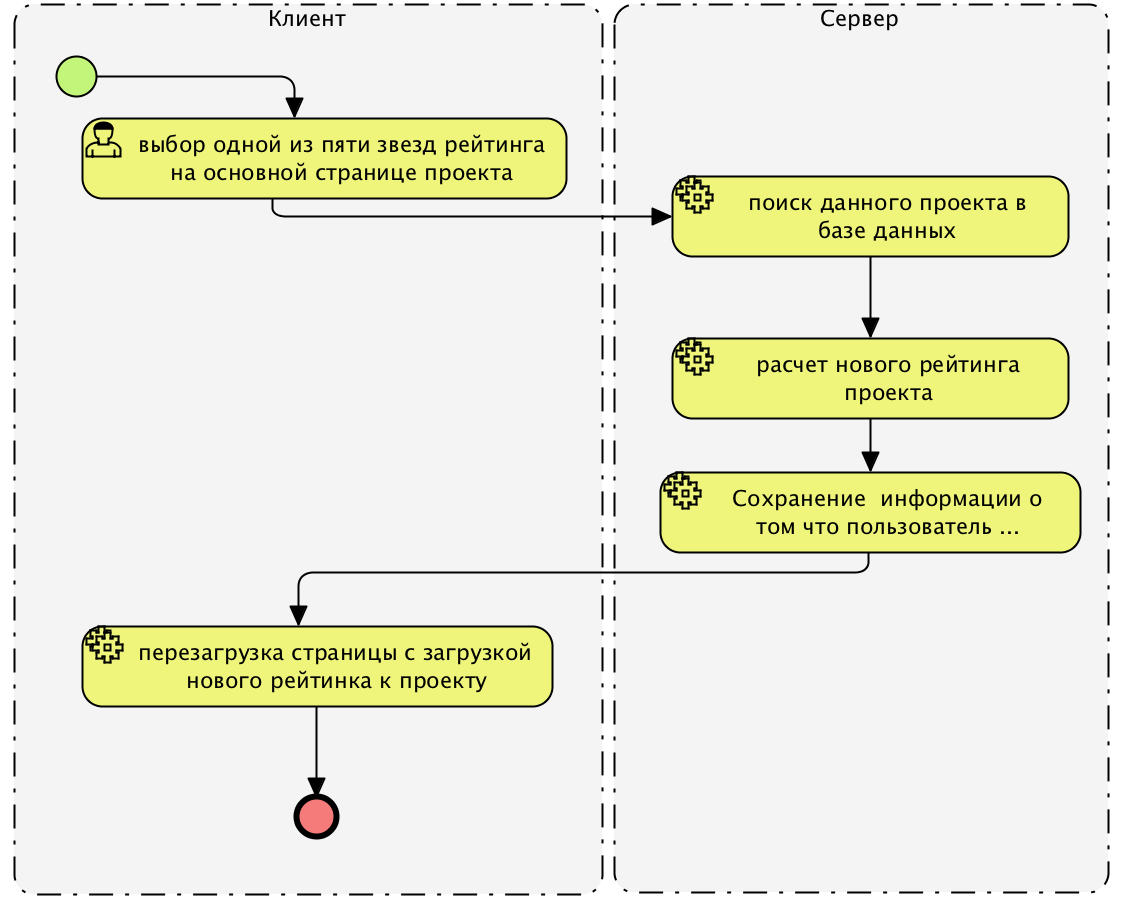 Клиент
Сервер
выбор одной из пяти звезд рейтинга
на основной странице проекта
поиск данного проекта в
базе данных
расчет нового рейтинга
проекта
Сохранение информации о
том что пользователь ...
перезагрузка страницы с загрузкой
нового рейтинка к проекту